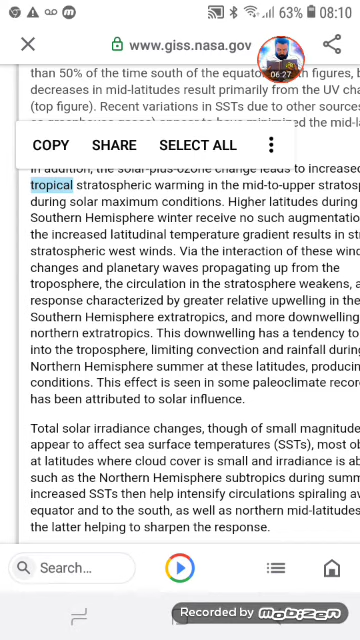 63% 08:10
www.giss.nasa.gov
06:27
than 50% of the time south of the equator. Both figures, b
decreases in mid-latitudes result primarily from the UV cha
(top figure). Recent variations in SSTs due to other sources
COPY SHARE SELECT ALL
In addition, the solar-plus-ozone change leads to increased
tropical stratospheric warming in the mid-to-upper stratosp
during solar maximum conditions. Higher latitudes during
Southern Hemisphere winter receive no such augmentatio
the increased latitudinal temperature gradient results in str
stratospheric west winds. Via the interaction of these wind
changes and planetary waves propagating up from the
troposphere, the circulation in the stratosphere weakens, a
response characterized by greater relative upwelling in the
Southern Hemisphere extratropics, and more downwelling
northern extratropics. This downwelling has a tendency to
into the troposphere, limiting convection and rainfall during
Northern Hemisphere summer at these latitudes, producin
conditions. This effect is seen in some paleoclimate recor
has been attributed to solar influence.
Total solar irradiance changes, though of small magnitude
appear to affect sea surface temperatures (SSTs), most ob
at latitudes where cloud cover is small and irradiance is ab
such as the Northern Hemisphere subtropics during summ
increased SSTs then help intensify circulations spiraling aw
equator and to the south, as well as northern mid-latitudes
the latter helping to sharpen the response.
Search...
Recorded by mobizen